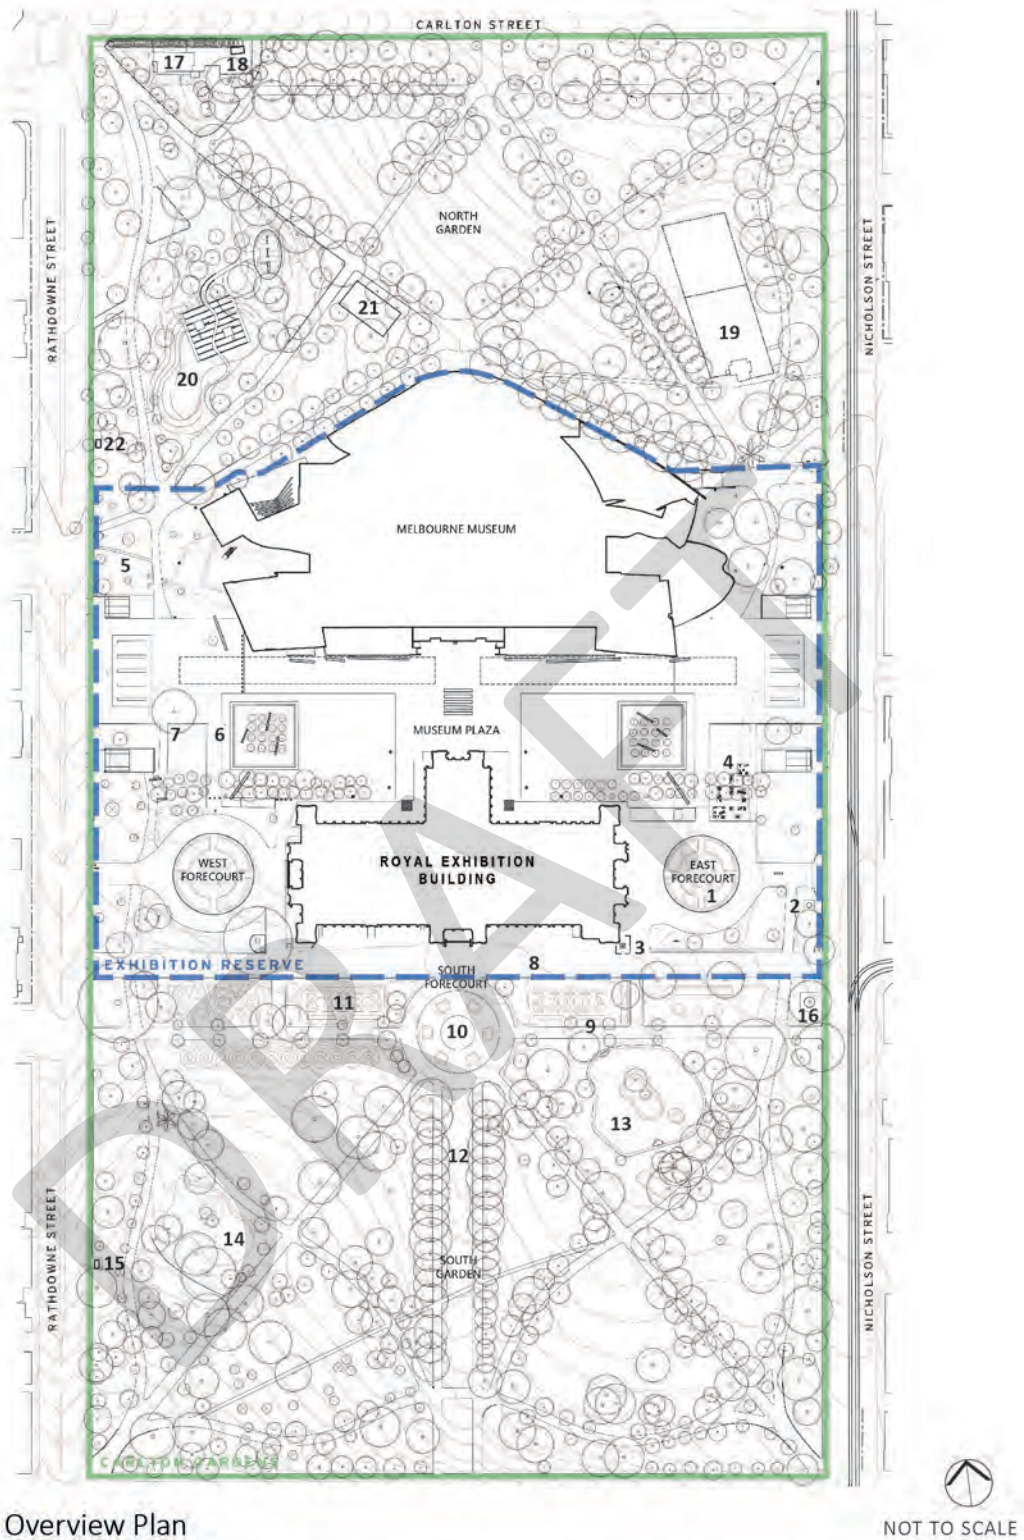 CARLTON STREET
17
18
NORTH
GARDEN
RATHDOWNE STREET
NICHOLSON STREET
21
19
20
22
MELBOURNE MUSEUM
5
7
6
MUSEUM PLAZA
4
WEST
FORECOURT
ROYAL EXHIBITION
BUILDING
EAST
FORECOURT
1
2
3
EXHIBITION RESERVE
8
SOUTH
FORECOURT
11
10
9
16
13
12
14
15
SOUTH
GARDEN
RATHDOWNE STREET
NICHOLSON STREET
CARLTON GARDENS
DRAFT
Overview Plan
NOT TO SCALE